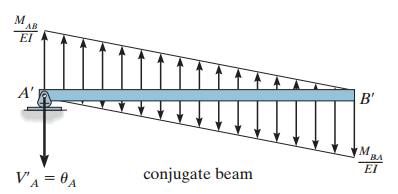 M_AB
EI
A'
B'
M_BA
EI
V'_A = θ_A
conjugate beam